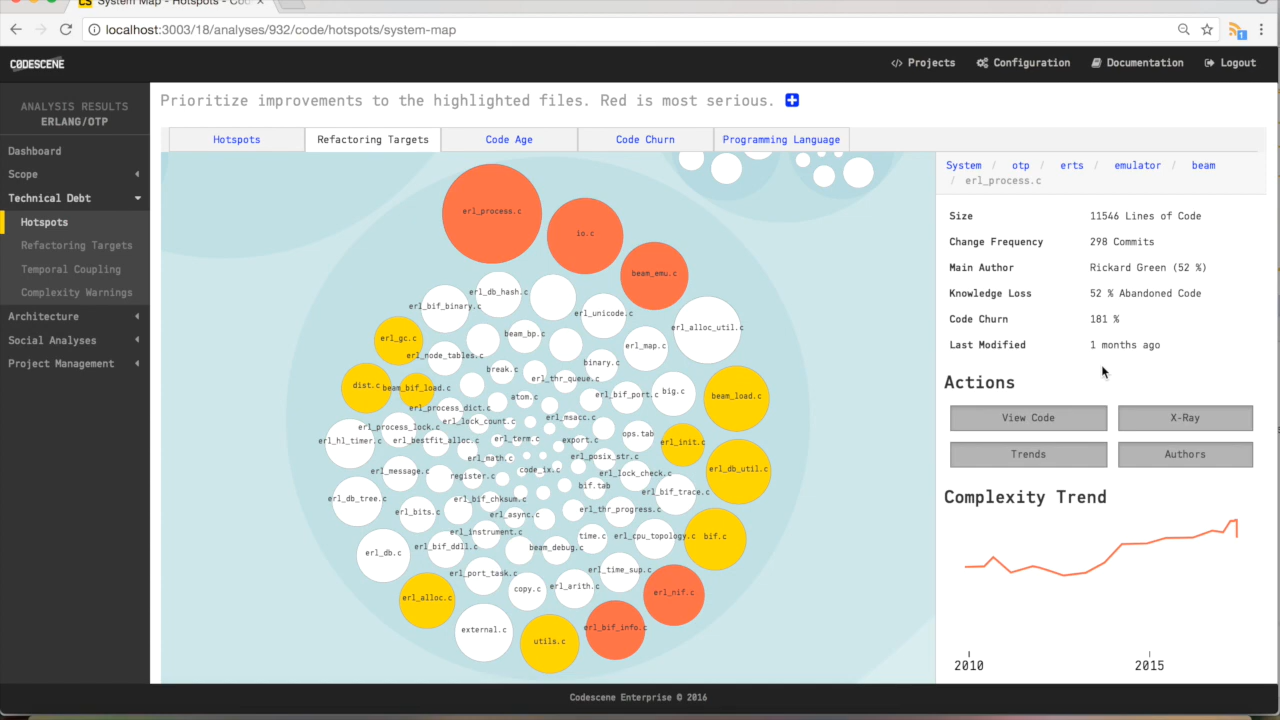 System Map - Hotspots - Cod
localhost:3003/18/analyses/932/code/hotspots/system-map
1
CODESCENE
Projects
Configuration
Documentation
Logout
ANALYSIS RESULTS
ERLANG/OTP
Dashboard
Scope
Technical Debt
Hotspots
Refactoring Targets
Temporal Coupling
Complexity Warnings
Architecture
Social Analyses
Project Management
Prioritize improvements to the highlighted files. Red is most serious.
Hotspots
Refactoring Targets
Code Age
Code Churn
Programming Language
erl_process.c
io.c
beam_emu.c
erl_db_hash.c
erl_bif_binary.c
erl_unicode.c
erl_alloc_util.c
beam_bp.c
erl_gc.c
erl_map.c
erl_node_tables.c
binary.c
break.c
erl_thr_queue.c
dist.c
beam_bif_load.c
big.c
erl_bif_port.c
beam_load.c
atom.c
erl_process_dict.c
erl_msacc.c
erl_lock_count.c
erl_process_lock.c
ops.tab
erl_hl_timer.c
erl_bestfit_alloc.c
erl_term.c
export.c
erl_init.c
erl_math.c
erl_posix_str.c
erl_message.c
code_ix.c
erl_db_util.c
register.c
erl_lock_check.c
bif.tab
erl_bif_trace.c
erl_db_tree.c
erl_bif_chksum.c
erl_bits.c
erl_async.c
erl_thr_progress.c
erl_instrument.c
time.c
erl_cpu_topology.c
bif.c
erl_db.c
erl_bif_ddll.c
beam_debug.c
erl_port_task.c
erl_time_sup.c
copy.c
erl_arith.c
erl_nif.c
erl_alloc.c
external.c
erl_bif_info.c
utils.c
System / otp / erts / emulator / beam
/ erl_process.c
Size 11546 Lines of Code
Change Frequency 298 Commits
Main Author Rickard Green (52 %)
Knowledge Loss 52 % Abandoned Code
Code Churn 181 %
Last Modified 1 months ago
Actions
View Code
X-Ray
Trends
Authors
Complexity Trend
2010
2015
Codescene Enterprise © 2016